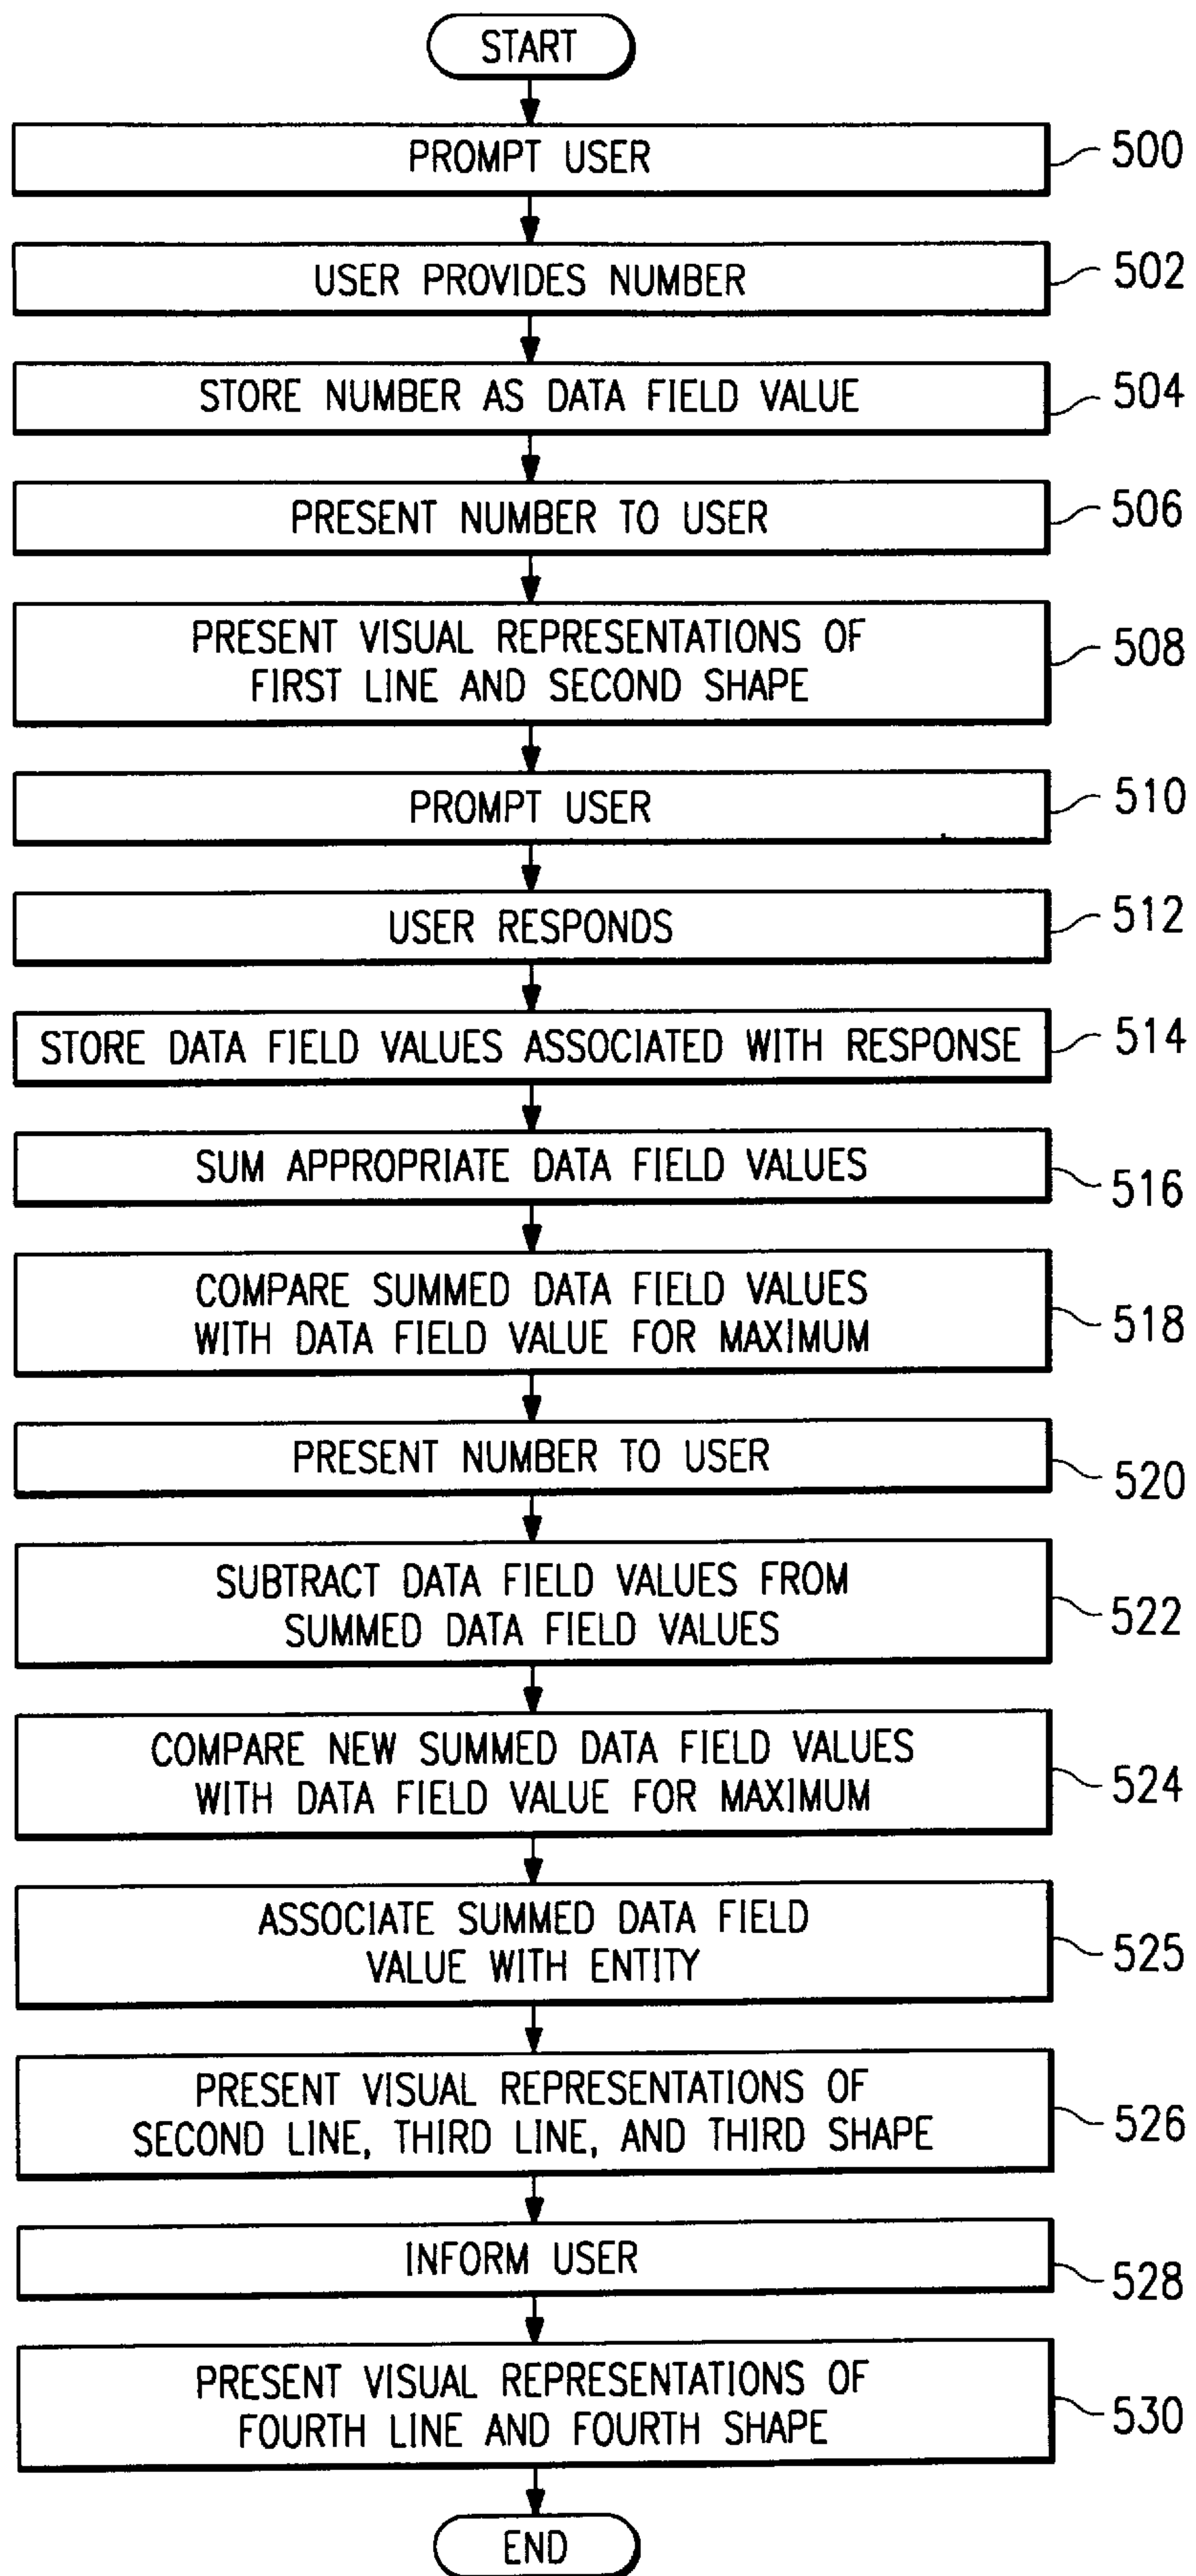 START
PROMPT USER
500
USER PROVIDES NUMBER
502
STORE NUMBER AS DATA FIELD VALUE
504
PRESENT NUMBER TO USER
506
PRESENT VISUAL REPRESENTATIONS OF
FIRST LINE AND SECOND SHAPE
508
PROMPT USER
510
USER RESPONDS
512
STORE DATA FIELD VALUES ASSOCIATED WITH RESPONSE
514
SUM APPROPRIATE DATA FIELD VALUES
516
COMPARE SUMMED DATA FIELD VALUES
WITH DATA FIELD VALUE FOR MAXIMUM
518
PRESENT NUMBER TO USER
520
SUBTRACT DATA FIELD VALUES FROM
SUMMED DATA FIELD VALUES
522
COMPARE NEW SUMMED DATA FIELD VALUES
WITH DATA FIELD VALUE FOR MAXIMUM
524
ASSOCIATE SUMMED DATA FIELD
VALUE WITH ENTITY
525
PRESENT VISUAL REPRESENTATIONS OF
SECOND LINE, THIRD LINE, AND THIRD SHAPE
526
INFORM USER
528
PRESENT VISUAL REPRESENTATIONS OF
FOURTH LINE AND FOURTH SHAPE
530
END